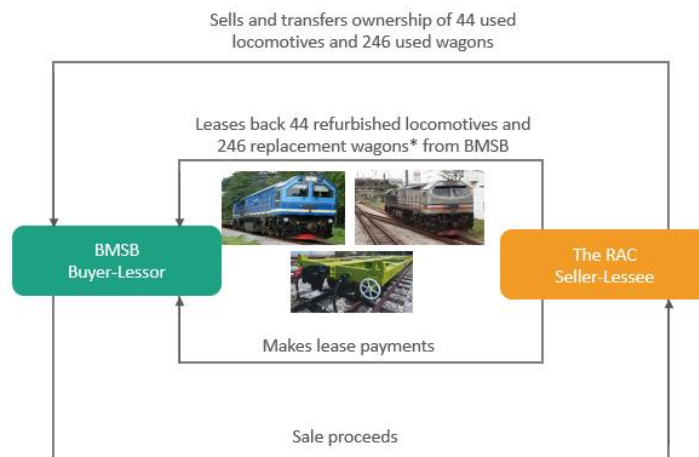 Sells and transfers ownership of 44 used
locomotives and 246 used wagons
Leases back 44 refurbished locomotives and
246 replacement wagons* from BMSB
BMSB
Buyer-Lessor
The RAC
Seller-Lessee
Makes lease payments
Sale proceeds